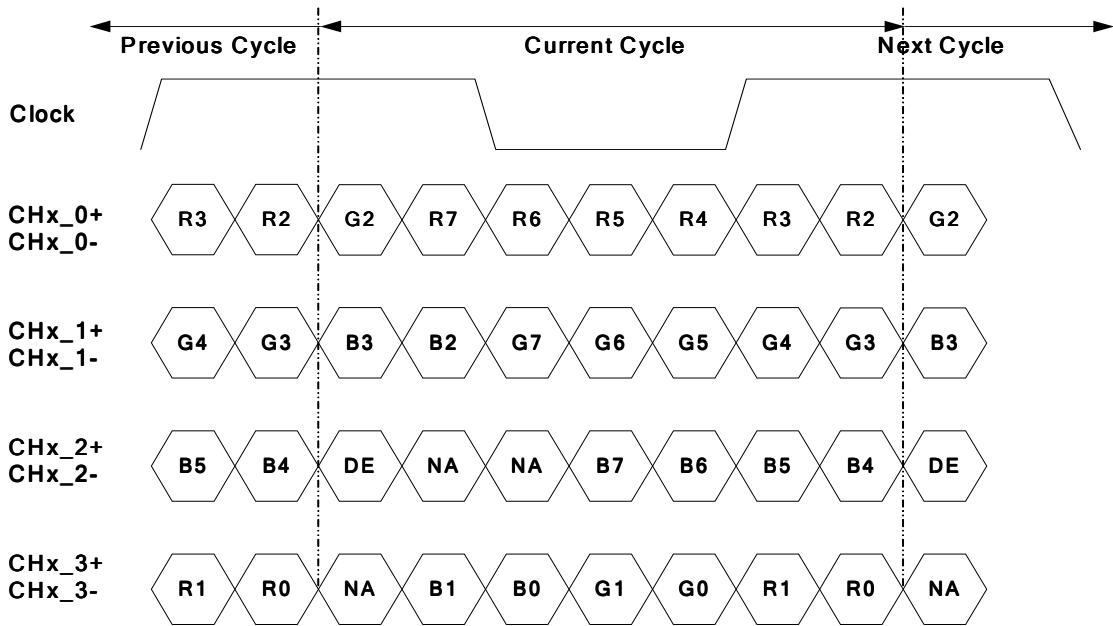 Previous Cycle Current Cycle Next Cycle
Clock
CHx_0+
CHx_0-
R3 R2 G2 R7 R6 R5 R4 R3 R2 G2
CHx_1+
CHx_1-
G4 G3 B3 B2 G7 G6 G5 G4 G3 B3
CHx_2+
CHx_2-
B5 B4 DE NA NA B7 B6 B5 B4 DE
CHx_3+
CHx_3-
R1 R0 NA B1 B0 G1 G0 R1 R0 NA